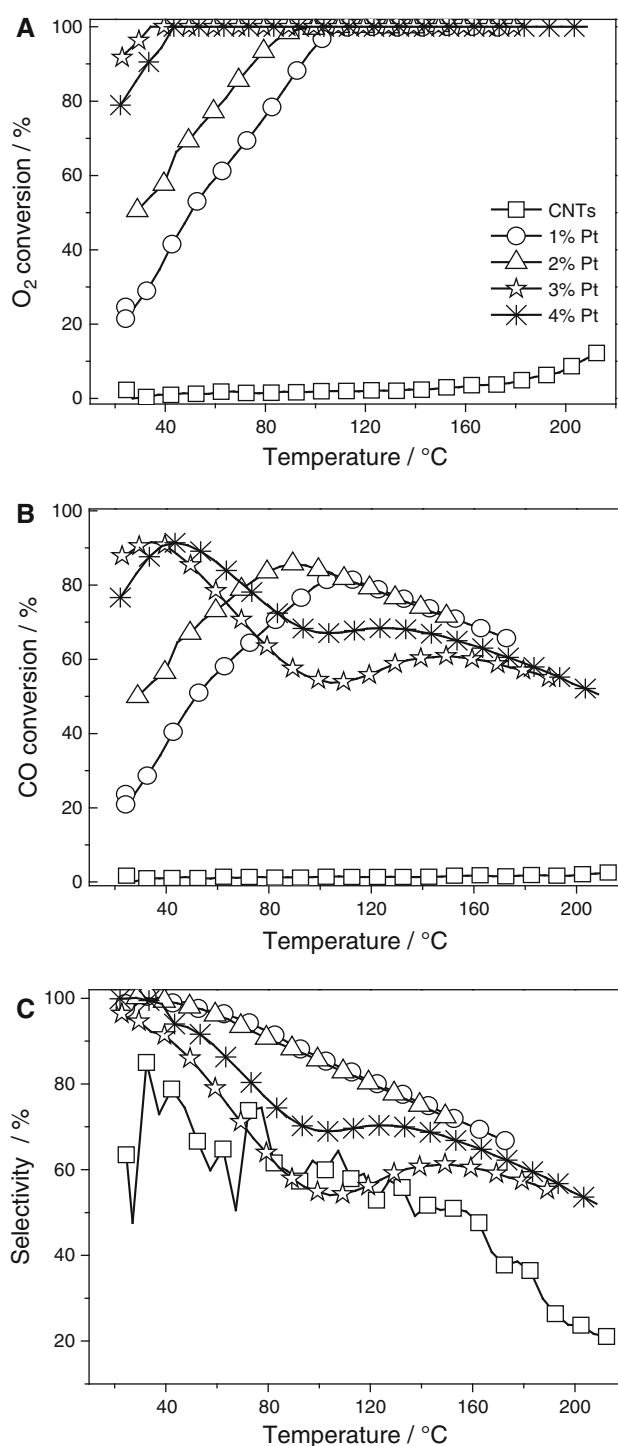 A
100
80
60
40
20
0
O₂ conversion / %
CNTs
1% Pt
2% Pt
3% Pt
4% Pt
40 80 120 160 200
Temperature / °C
B
100
80
60
40
20
0
CO conversion / %
40 80 120 160 200
Temperature / °C
C
100
80
60
40
20
Selectivity / %
40 80 120 160 200
Temperature / °C